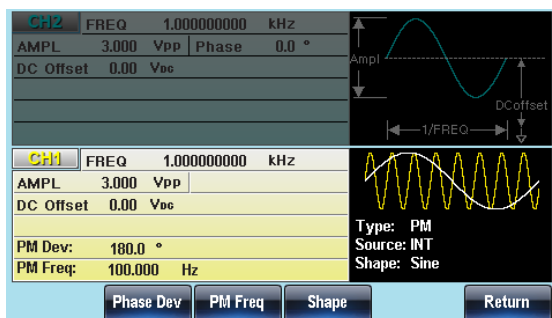 CH2 FREQ 1.000000000 kHz
AMPL 3.000 Vpp Phase 0.0 °
DC Offset 0.00 VDC
Ampl
DCoffset
1/FREQ
CH1 FREQ 1.000000000 kHz
AMPL 3.000 Vpp
DC Offset 0.00 VDC
PM Dev: 180.0 °
PM Freq: 100.000 Hz
Type: PM
Source: INT
Shape: Sine
Phase Dev PM Freq Shape Return